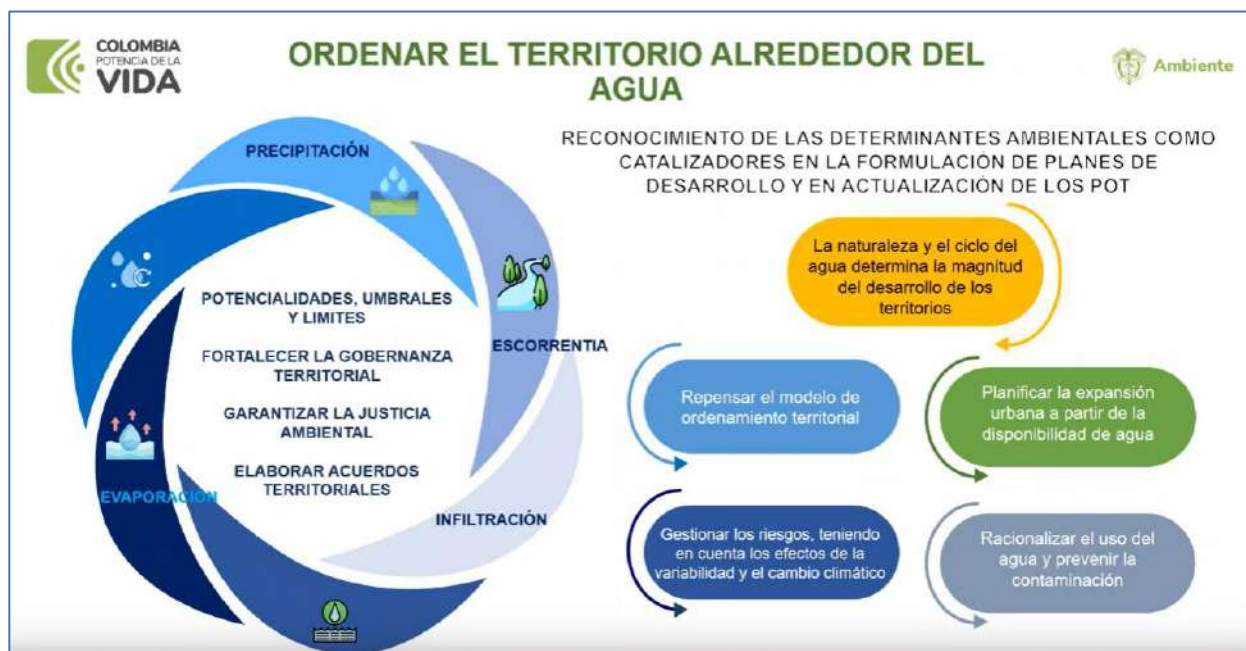 COLOMBIA
POTENCIA DE LA
VIDA
ORDENAR EL TERRITORIO ALREDEDOR DEL
AGUA
Ambiente
RECONOCIMIENTO DE LAS DETERMINANTES AMBIENTALES COMO
CATALIZADORES EN LA FORMULACIÓN DE PLANES DE
DESARROLLO Y EN ACTUALIZACIÓN DE LOS POT
PRECIPITACIÓN
ESCORRENTIA
INFILTRACIÓN
EVAPORACIÓN
POTENCIALIDADES, UMBRALES
Y LIMITES
FORTALECER LA GOBERNANZA
TERRITORIAL
GARANTIZAR LA JUSTICIA
AMBIENTAL
ELABORAR ACUERDOS
TERRITORIALES
La naturaleza y el ciclo del
agua determina la magnitud
del desarrollo de los
territorios
Repensar el modelo de
ordenamiento territorial
Planificar la expansión
urbana a partir de la
disponibilidad de agua
Gestionar los riesgos, teniendo
en cuenta los efectos de la
variabilidad y el cambio climático
Racionalizar el uso del
agua y prevenir la
contaminación